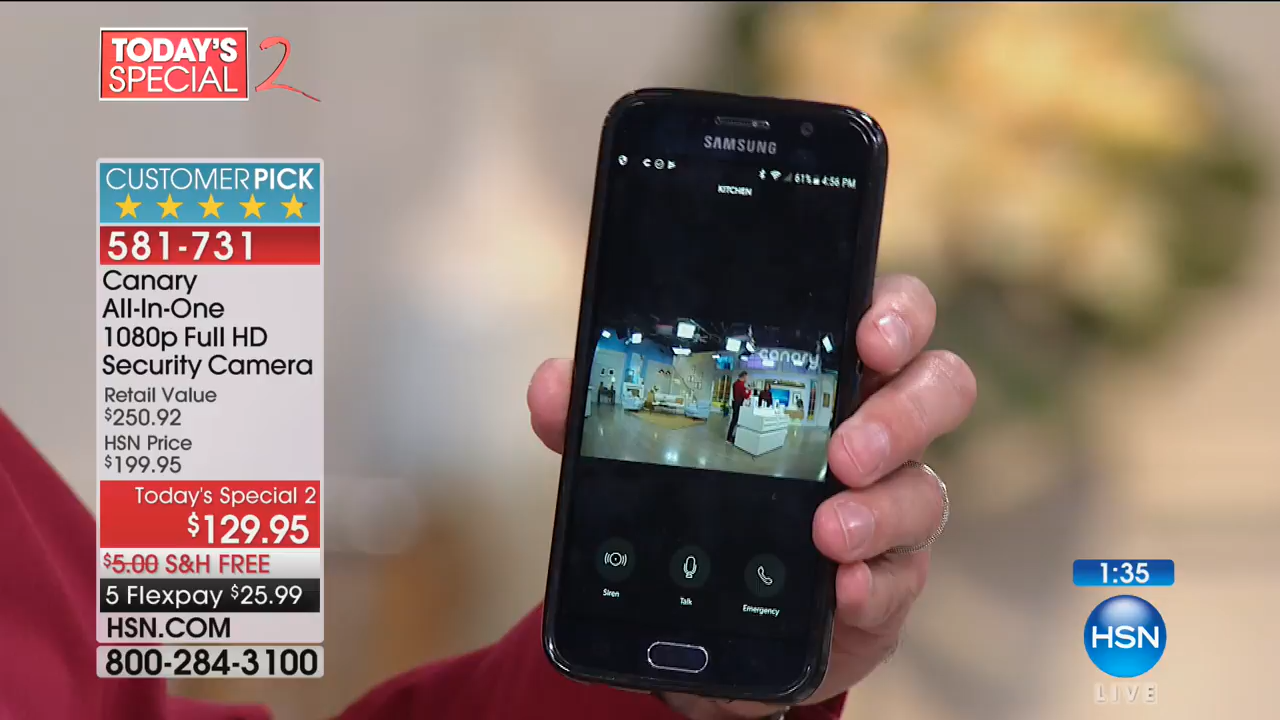 TODAY'S
SPECIAL 2
CUSTOMER PICK
581-731
Canary
All-In-One
1080p Full HD
Security Camera
Retail Value
$250.92
HSN Price
$199.95
Today's Special 2
$129.95
$5.00 S&H FREE
5 Flexpay $25.99
HSN.COM
800-284-3100
SAMSUNG
61% 4:56 PM
KITCHEN
canary
Siren
Talk
Emergency
1:35
HSN
LIVE